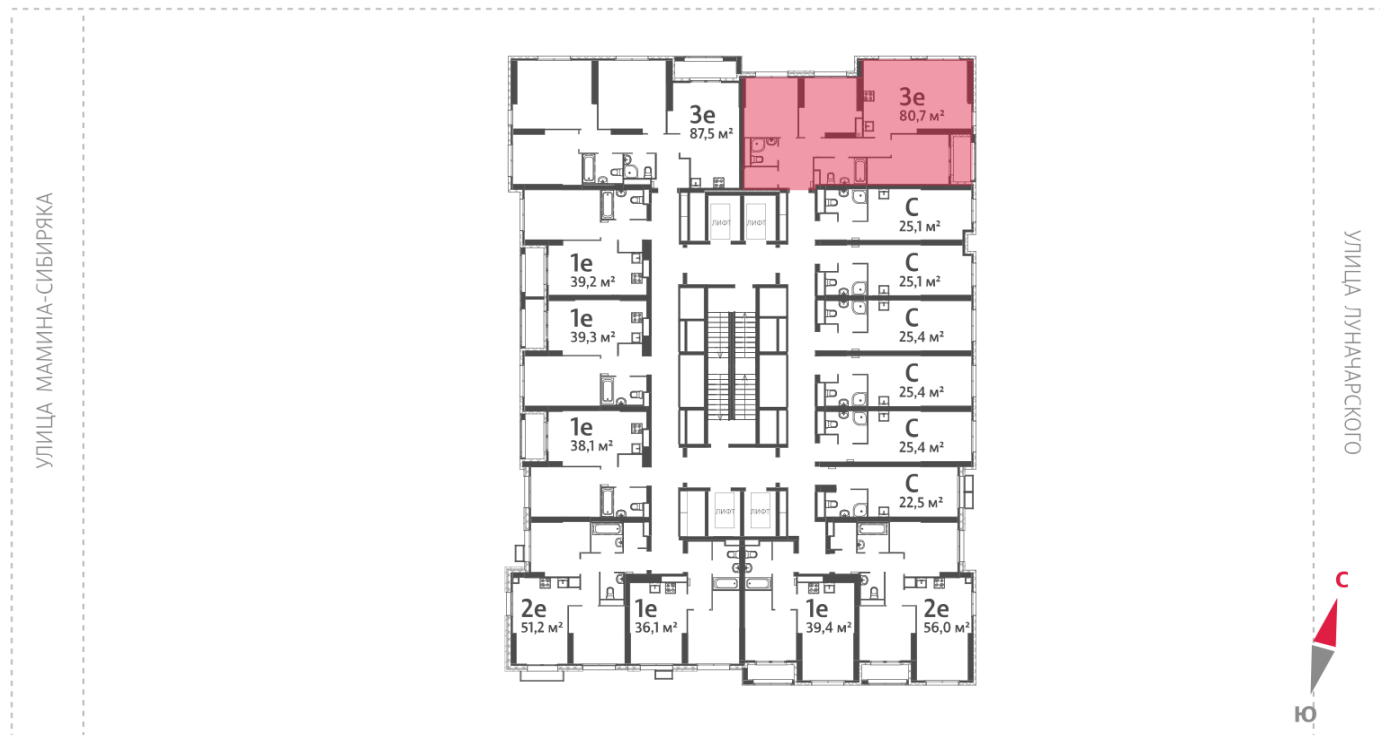 3е
87,5 м²
3е
80,7 м²
ЛИФТ
ЛИФТ
С
25,1 м²
1е
39,2 м²
С
25,1 м²
1е
39,3 м²
С
25,4 м²
С
25,4 м²
1е
38,1 м²
С
25,4 м²
С
22,5 м²
ЛИФТ
ЛИФТ
2е
51,2 м²
1е
36,1 м²
1е
39,4 м²
2е
56,0 м²
УЛИЦА МАМИНА-СИБИРЯКА
УЛИЦА ЛУНАЧАРСКОГО
С
Ю